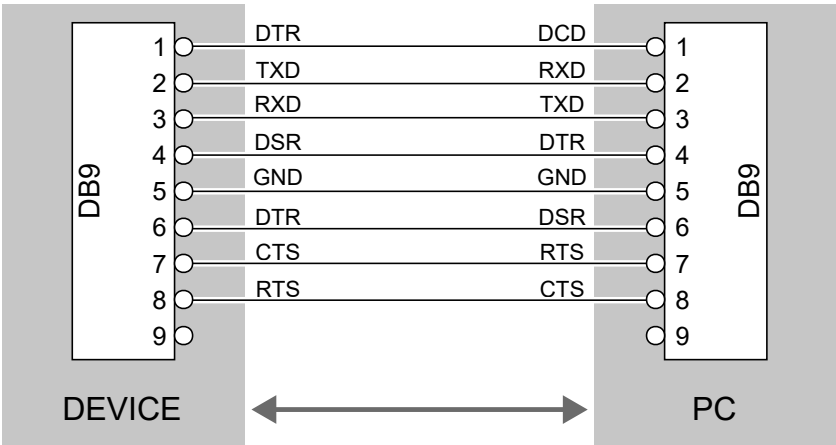 DTR DCD
1 1
TXD RXD
2 2
RXD TXD
3 3
DSR DTR
4 4
GND GND
5 5
DB9 DB9
DTR DSR
6 6
CTS RTS
7 7
RTS CTS
8 8
9 9
DEVICE PC